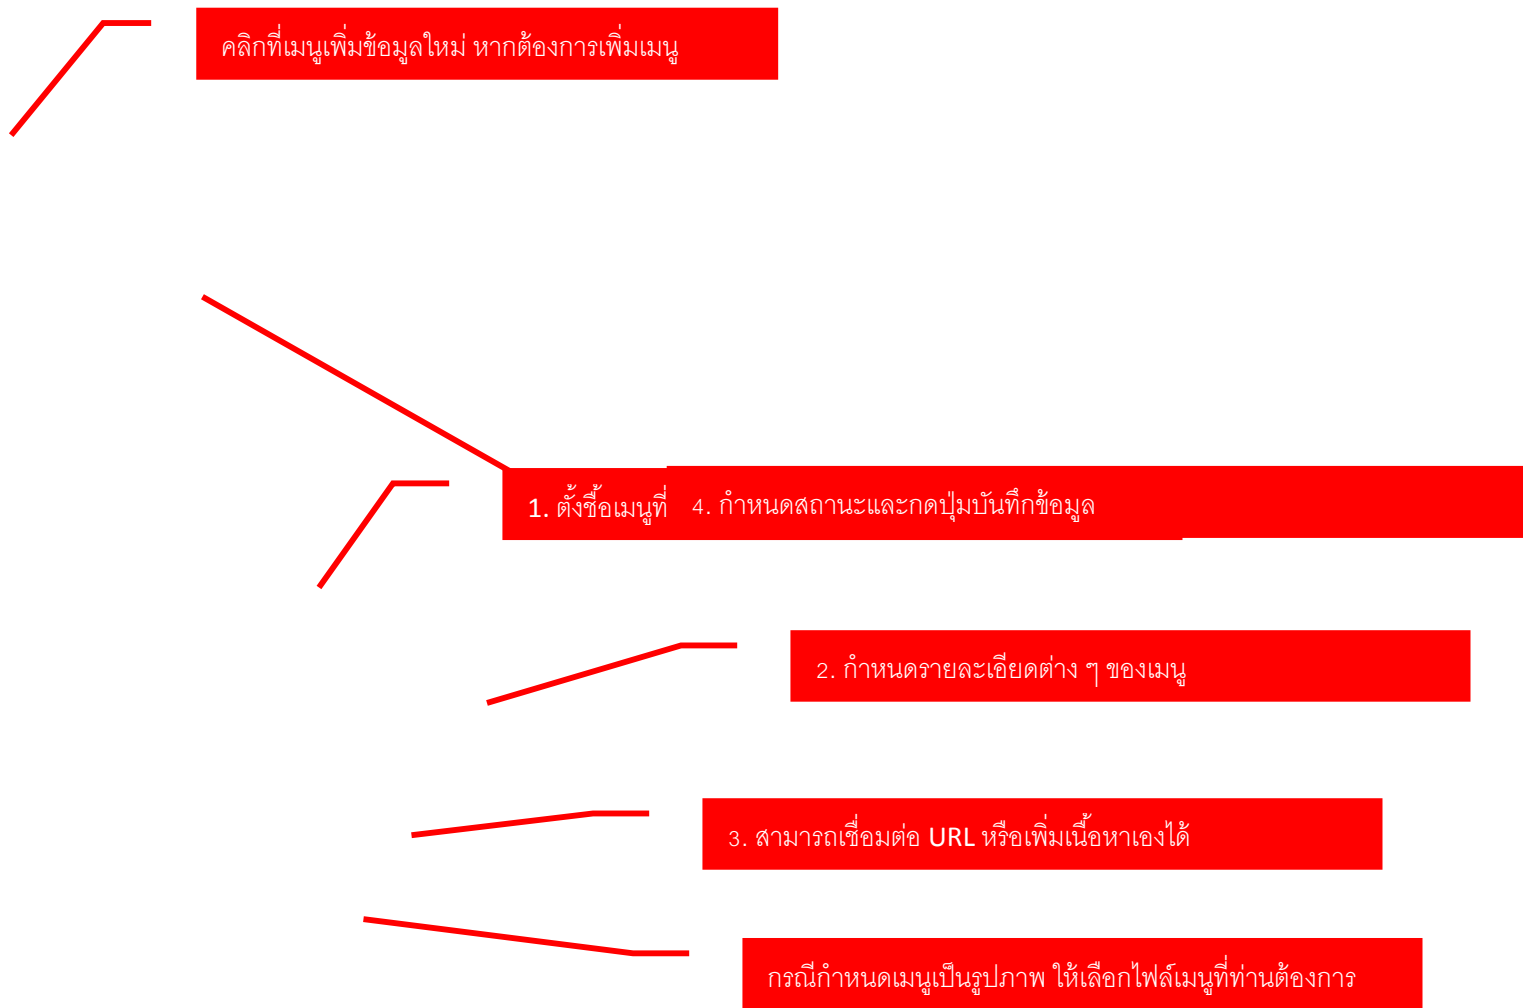 คลิกที่เมนูเพิ่มข้อมูลใหม่ หากต้องการเพิ่มเมนู
1. ตั้งชื้อเมนูที่
4. กำหนดสถานะและกดปุ่มบันทึกข้อมูล
2. กำหนดรายละเอียดต่าง ๆ ของเมนู
3. สามารถเชื่อมต่อ URL หรือเพิ่มเนื้อหาเองได้
กรณีกำหนดเมนูเป็นรูปภาพ ให้เลือกไฟล์เมนูที่ท่านต้องการ